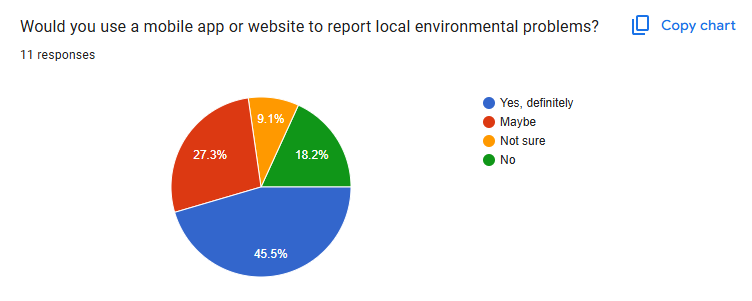 Would you use a mobile app or website to report local environmental problems?
Copy chart
11 responses
9.1%
27.3%
18.2%
45.5%
Yes, definitely
Maybe
Not sure
No